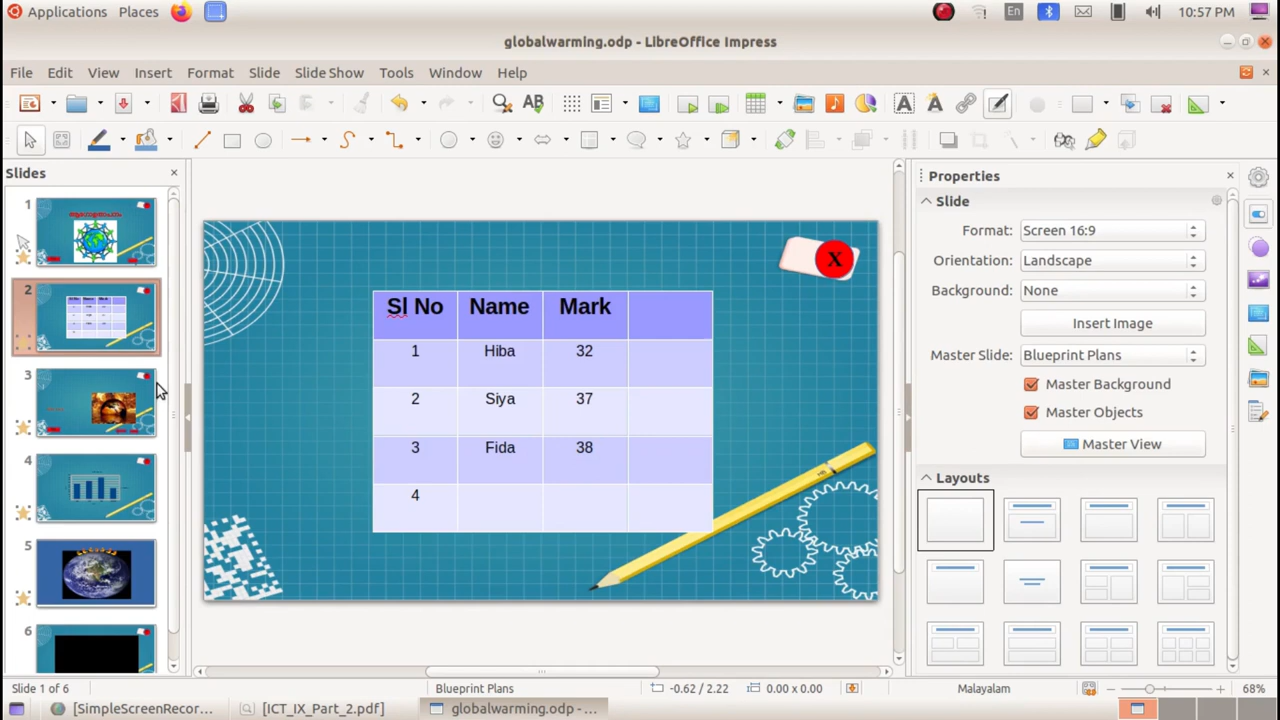 Applications Places En 10:57 PM
globalwarming.odp - LibreOffice Impress
File Edit View Insert Format Slide Slide Show Tools Window Help
Slides
Properties
Slide
Format: Screen 16:9
Orientation: Landscape
Background: None
Insert Image
Master Slide: Blueprint Plans
Master Background
Master Objects
Master View
Layouts
1
2
3
4
5
6
X
Sl No Name Mark
1 Hiba 32
2 Siya 37
3 Fida 38
4
Slide 1 of 6 Blueprint Plans -0.62 / 2.22 0.00 x 0.00 Malayalam 68%
[SimpleScreenRecor... [ICT_IX_Part_2.pdf] globalwarming.odp - ...